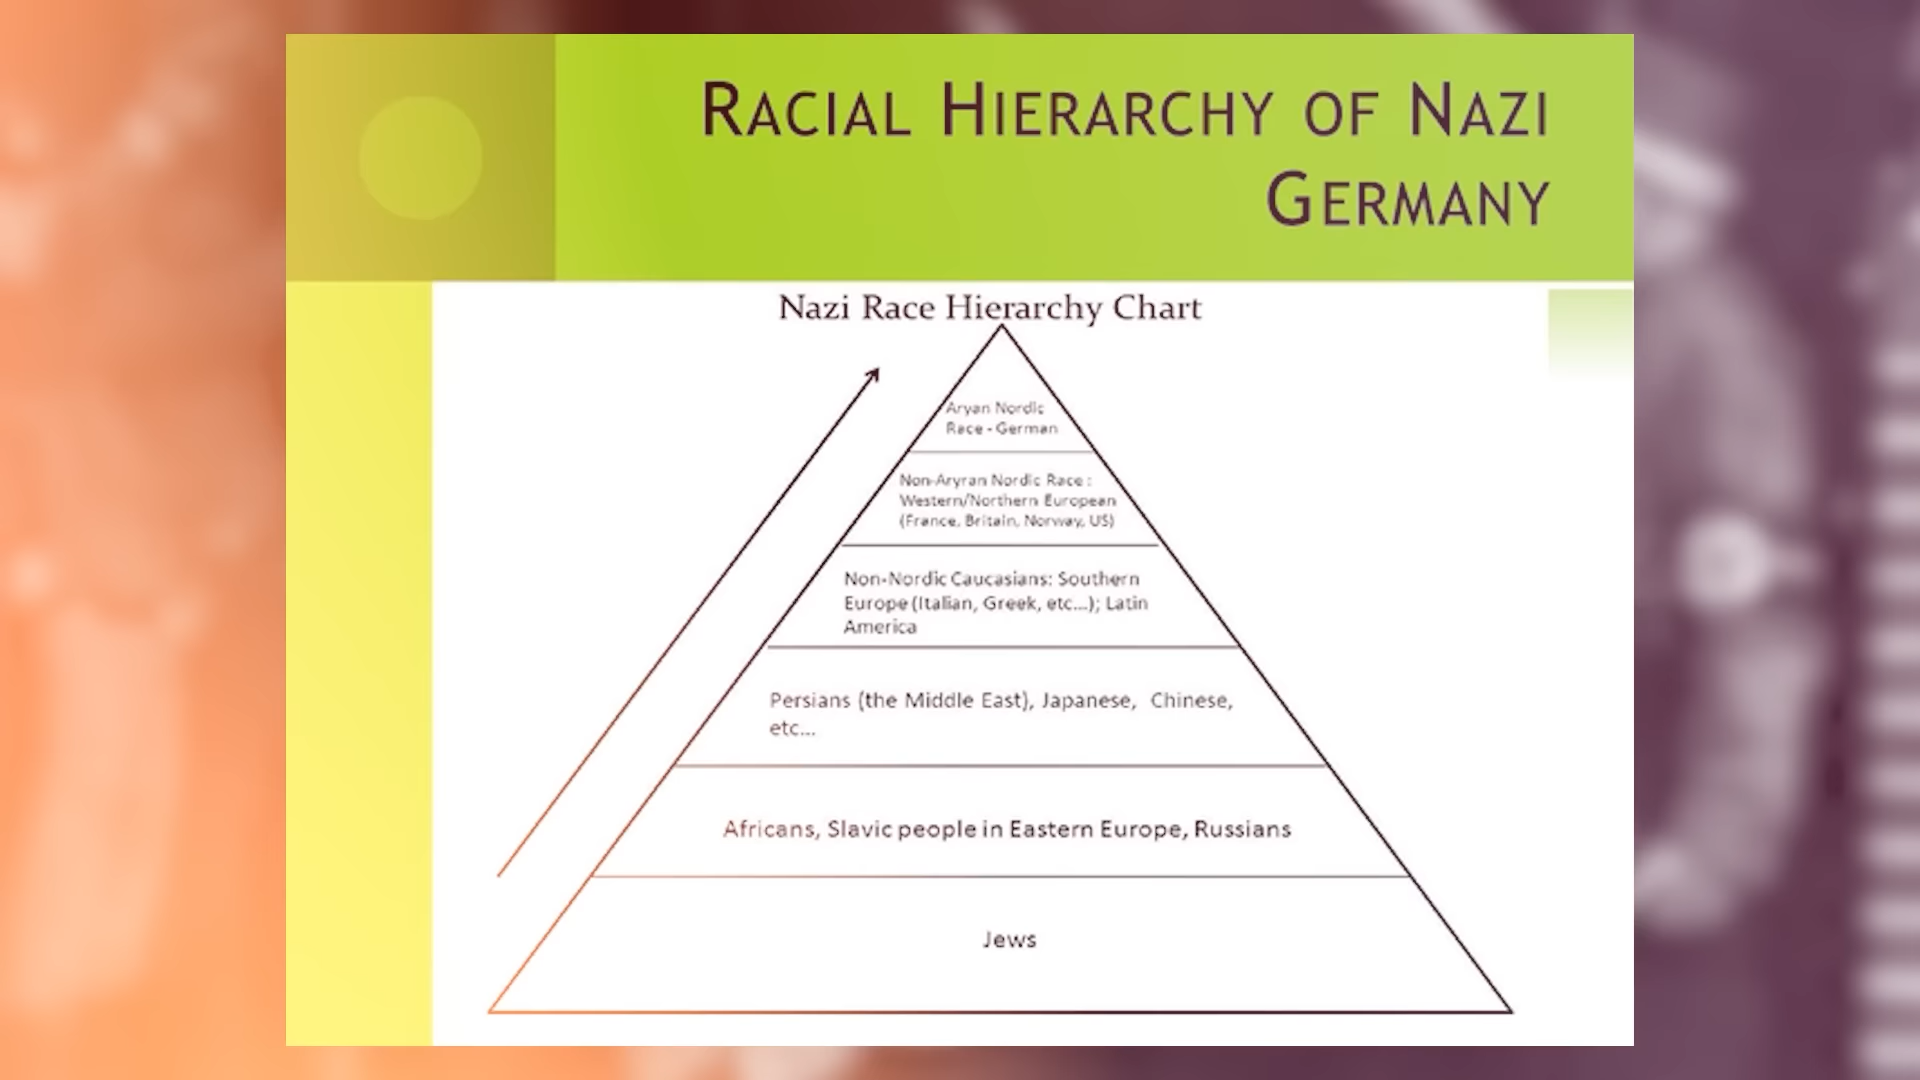 RACIAL HIERARCHY OF NAZI
GERMANY
Nazi Race Hierarchy Chart
Aryan Nordic
Race - German
Non-Aryran Nordic Race :
Western/Northern European
(France, Britain, Norway, US)
Non-Nordic Caucasians: Southern
Europe (Italian, Greek, etc...); Latin
America
Persians (the Middle East), Japanese, Chinese,
etc...
Africans, Slavic people in Eastern Europe, Russians
Jews